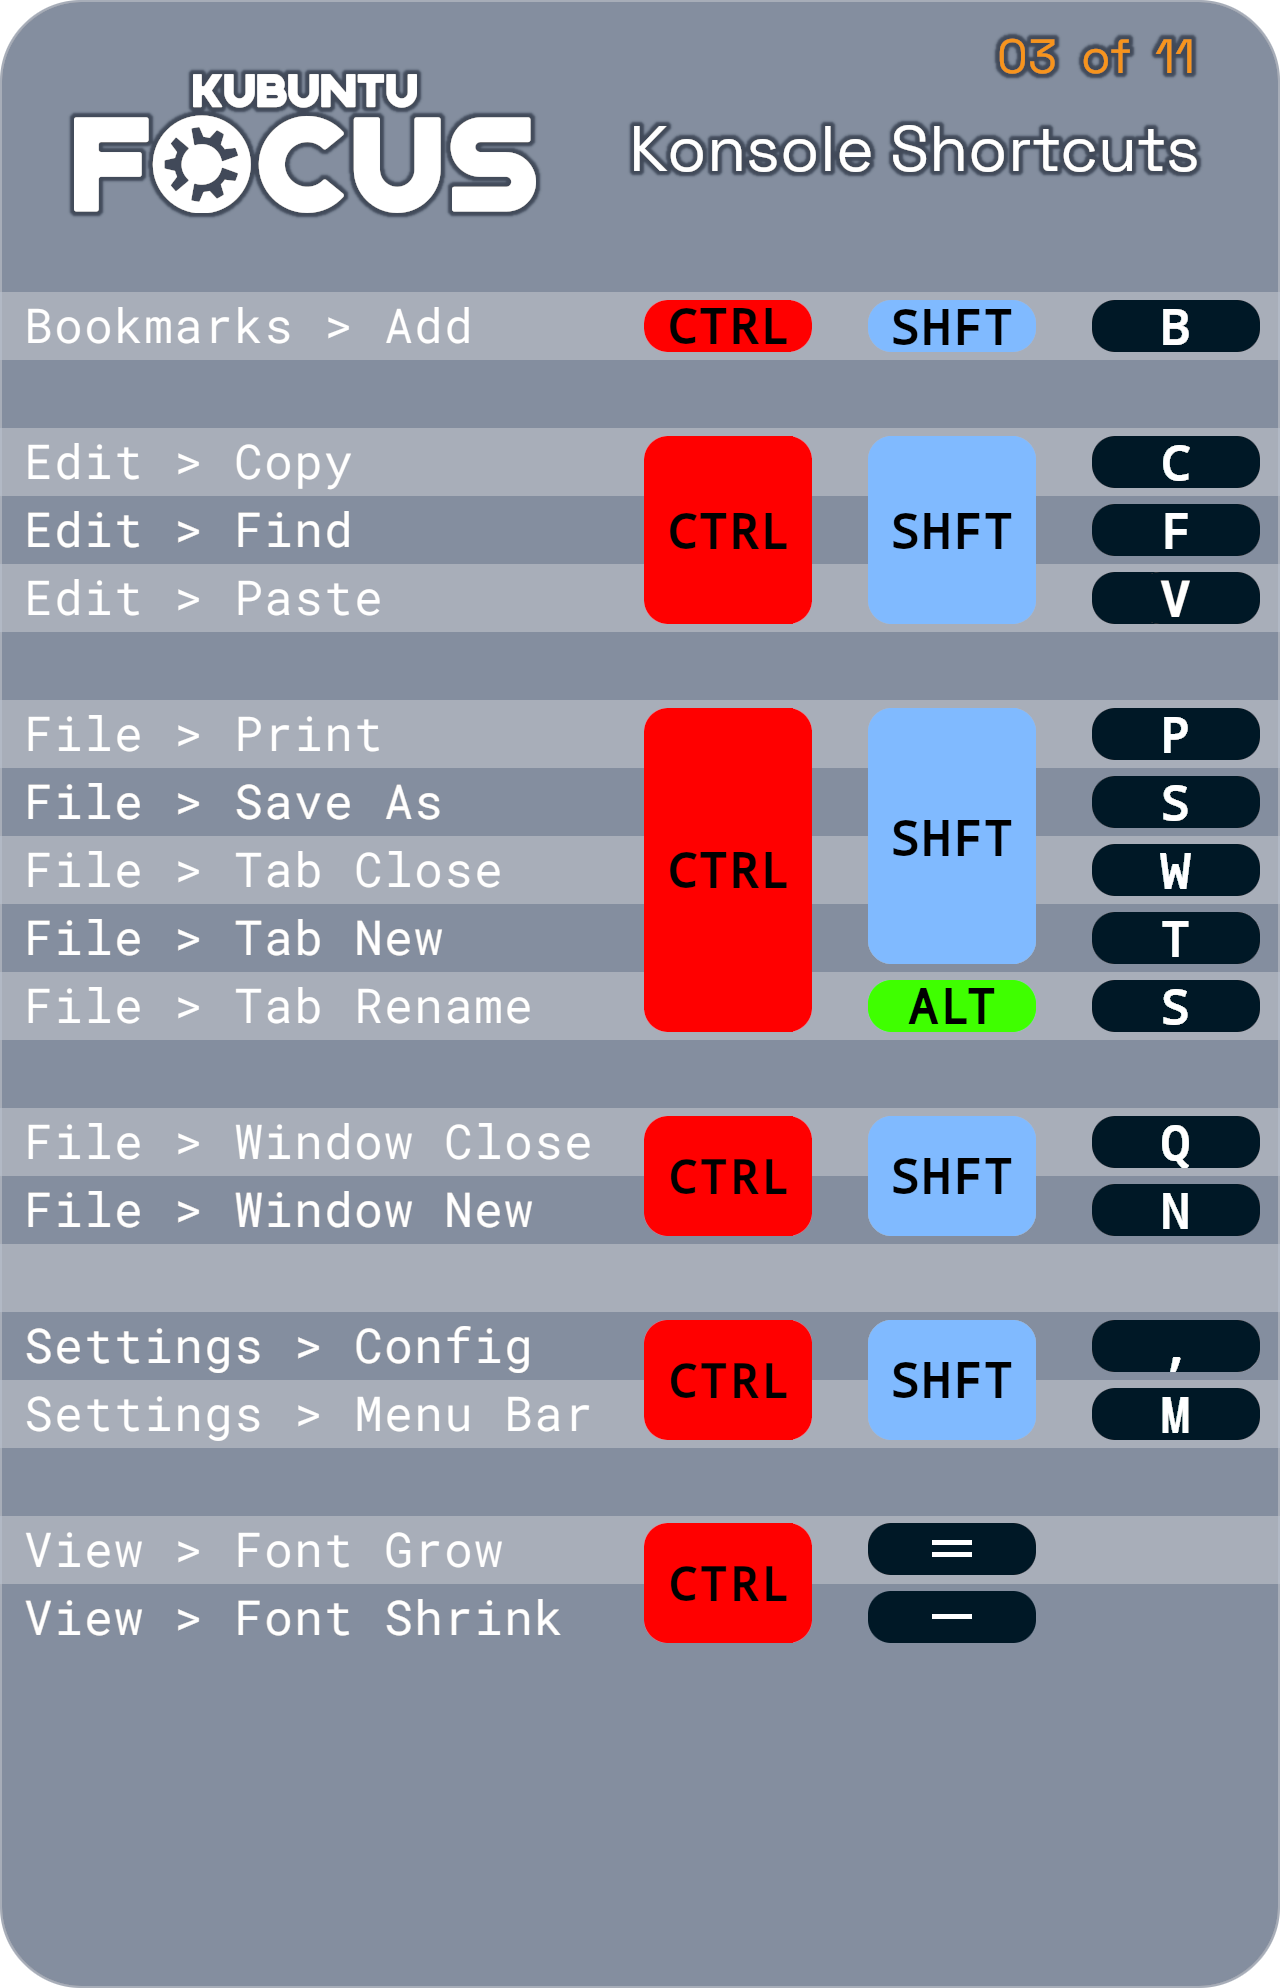 03 of 11
KUBUNTU
FOCUS
Konsole Shortcuts
Bookmarks > Add CTRL SHFT B
Edit > Copy C
Edit > Find CTRL SHFT F
Edit > Paste V
File > Print P
File > Save As SHFT S
File > Tab Close CTRL W
File > Tab New T
File > Tab Rename ALT S
File > Window Close CTRL SHFT Q
File > Window New N
Settings > Config CTRL SHFT ,
Settings > Menu Bar M
View > Font Grow CTRL =
View > Font Shrink −